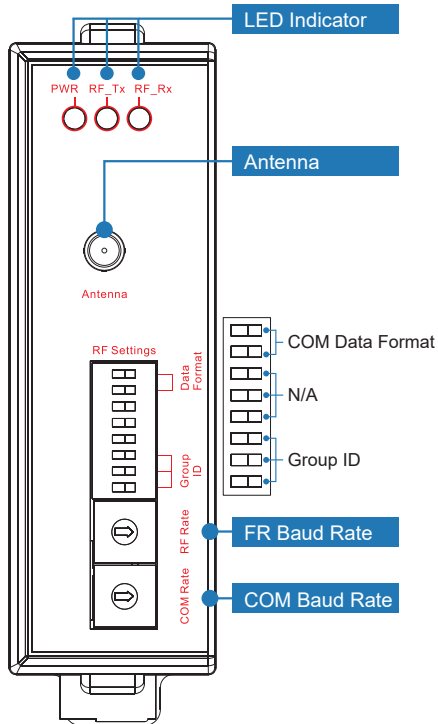 LED Indicator
PWR RF_Tx RF_Rx
Antenna
Antenna
RF Settings
Data
Format
COM Data Format
N/A
Group ID
Group
ID
RF Rate
FR Baud Rate
COM Rate
COM Baud Rate